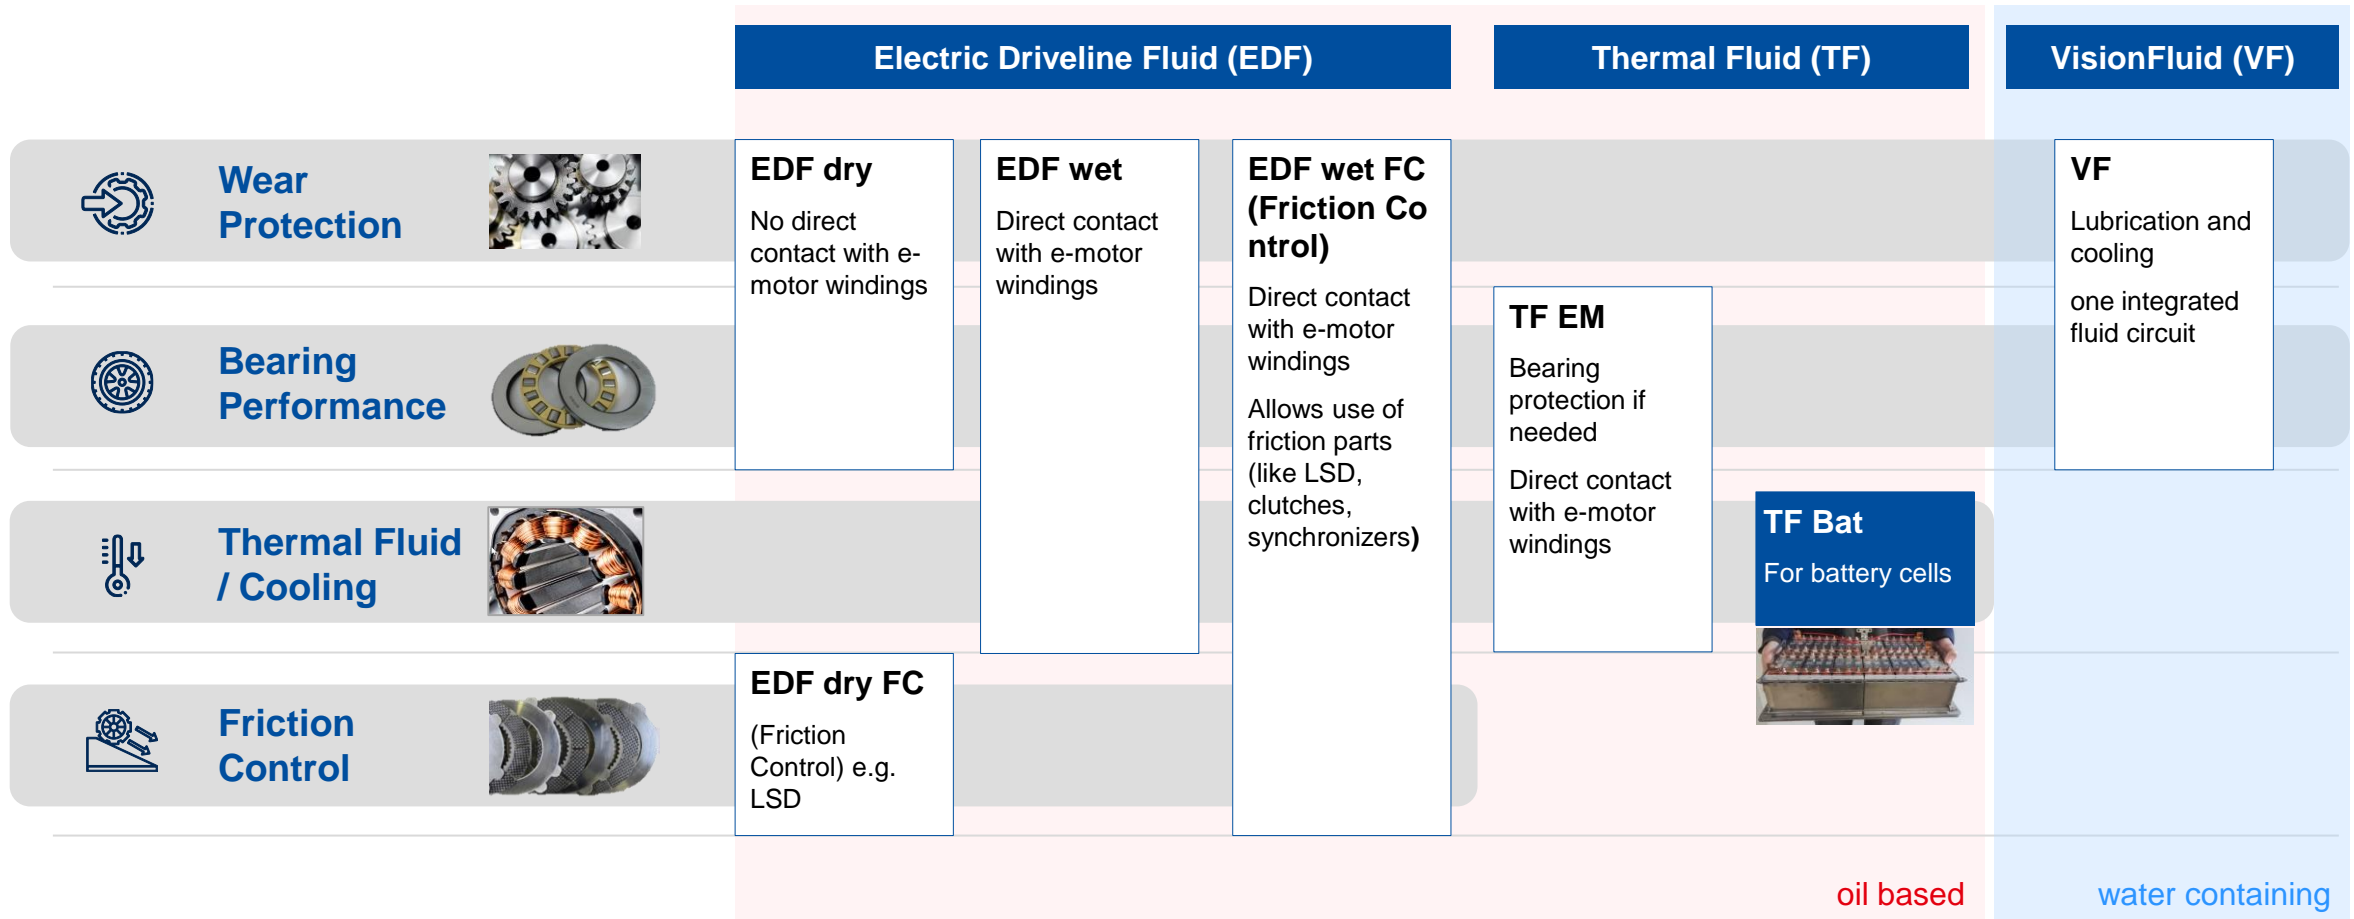 Electric Driveline Fluid (EDF)
Thermal Fluid (TF)
VisionFluid (VF)
Wear
Protection
EDF dry
No direct
contact with e-
motor windings
EDF wet
Direct contact
with e-motor
windings
EDF wet FC
(Friction Co
ntrol)
Direct contact
with e-motor
windings
Allows use of
friction parts
(like LSD,
clutches,
synchronizers)
VF
Lubrication and
cooling
one integrated
fluid circuit
Bearing
Performance
TF EM
Bearing
protection if
needed
Direct contact
with e-motor
windings
Thermal Fluid
/ Cooling
TF Bat
For battery cells
Friction
Control
EDF dry FC
(Friction
Control) e.g.
LSD
oil based
water containing